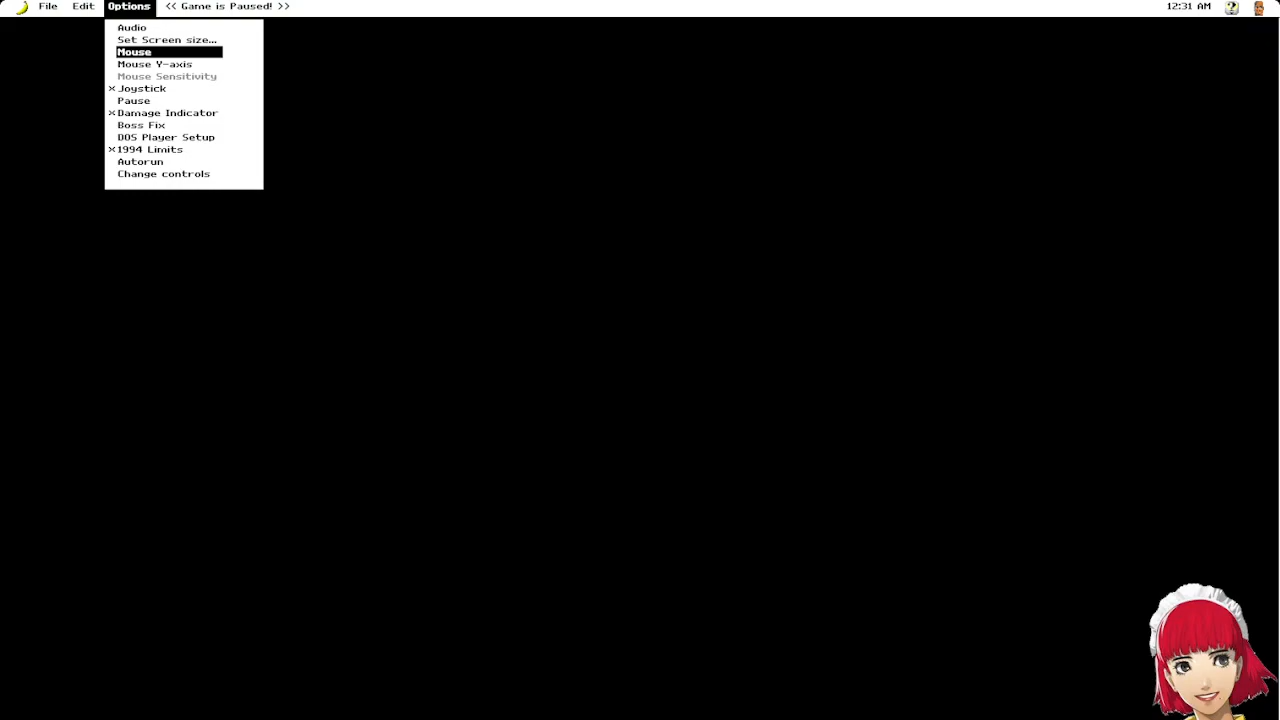 File Edit Options << Game is Paused! >> 12:31 AM
Audio
Set Screen size...
Mouse
Mouse Y-axis
Mouse Sensitivity
×Joystick
Pause
×Damage Indicator
Boss Fix
DOS Player Setup
×1994 Limits
Autorun
Change controls